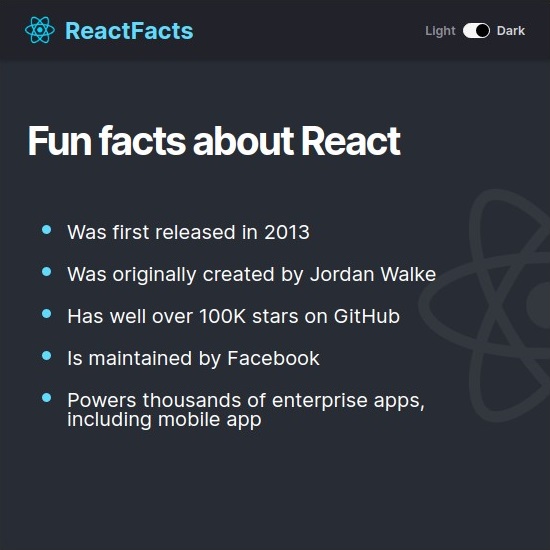 ReactFacts
Light Dark
Fun facts about React
Was first released in 2013
Was originally created by Jordan Walke
Has well over 100K stars on GitHub
Is maintained by Facebook
Powers thousands of enterprise apps,
including mobile app